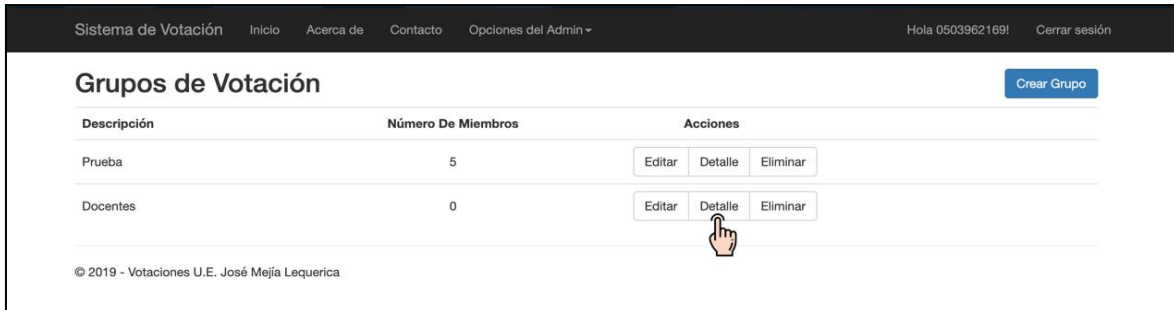 Sistema de Votación Inicio Acerca de Contacto Opciones del Admin Hola 0503962169! Cerrar sesión
Grupos de Votación Crear Grupo
Descripción Número De Miembros Acciones
Prueba 5 Editar Detalle Eliminar
Docentes 0 Editar Detalle Eliminar
© 2019 - Votaciones U.E. José Mejía Lequerica